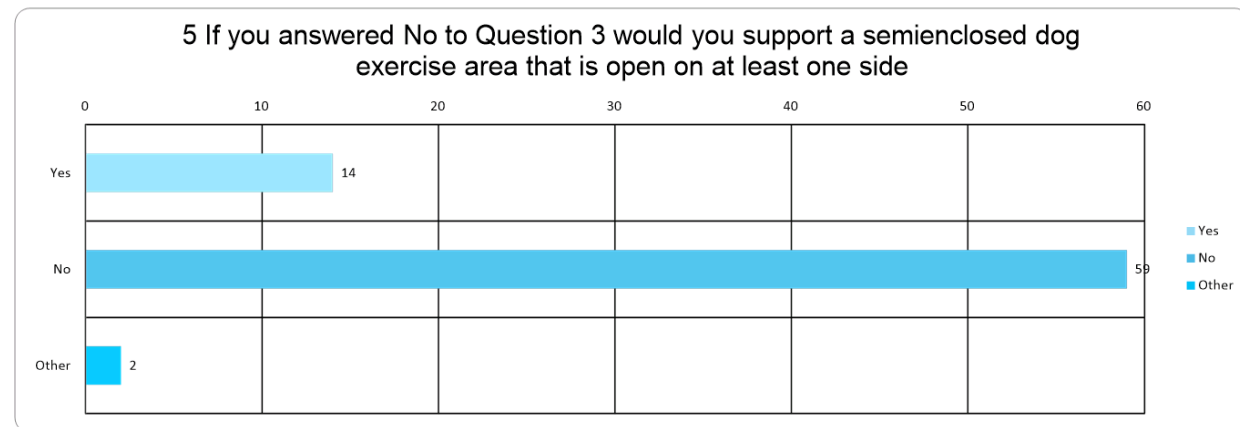 5 If you answered No to Question 3 would you support a semienclosed dog
exercise area that is open on at least one side
0 10 20 30 40 50 60
Yes 14
No 59
Other 2
Yes
No
Other